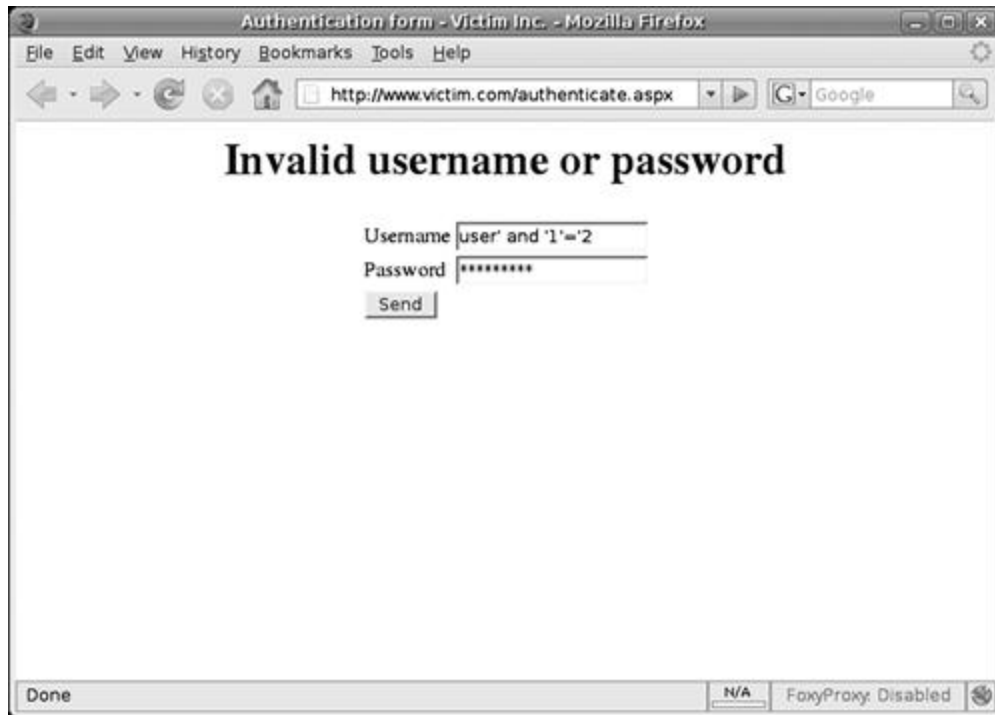 Authentication form - Victim Inc. - Mozilla Firefox
File Edit View History Bookmarks Tools Help
http://www.victim.com/authenticate.aspx
G Google
Invalid username or password
Username user' and '1'='2
Password *********
Send
Done N/A FoxyProxy: Disabled